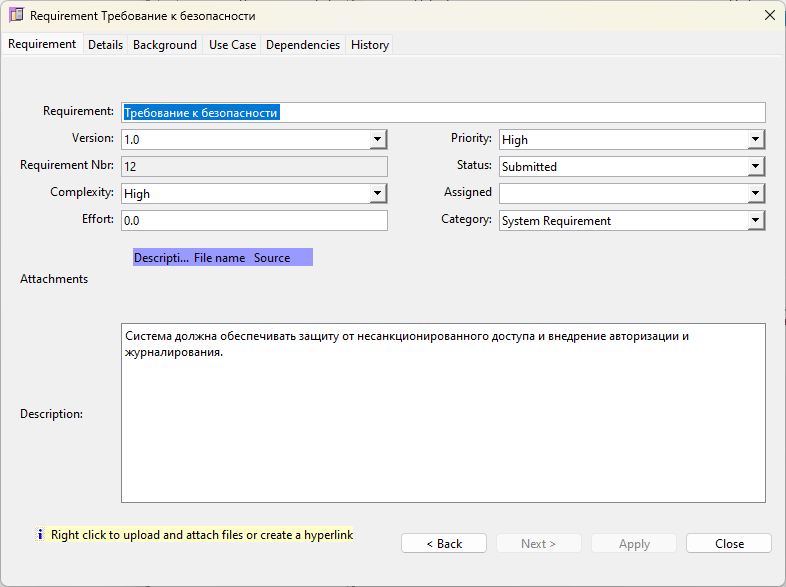 Requirement Требование к безопасности
Requirement Details Background Use Case Dependencies History
Requirement: Требование к безопасности
Version: 1.0 Priority: High
Requirement Nbr: 12 Status: Submitted
Complexity: High Assigned
Effort: 0.0 Category: System Requirement
Descripti... File name Source
Attachments
Система должна обеспечивать защиту от несанкционированного доступа и внедрение авторизации и
журналирования.
Description:
Right click to upload and attach files or create a hyperlink
< Back Next > Apply Close